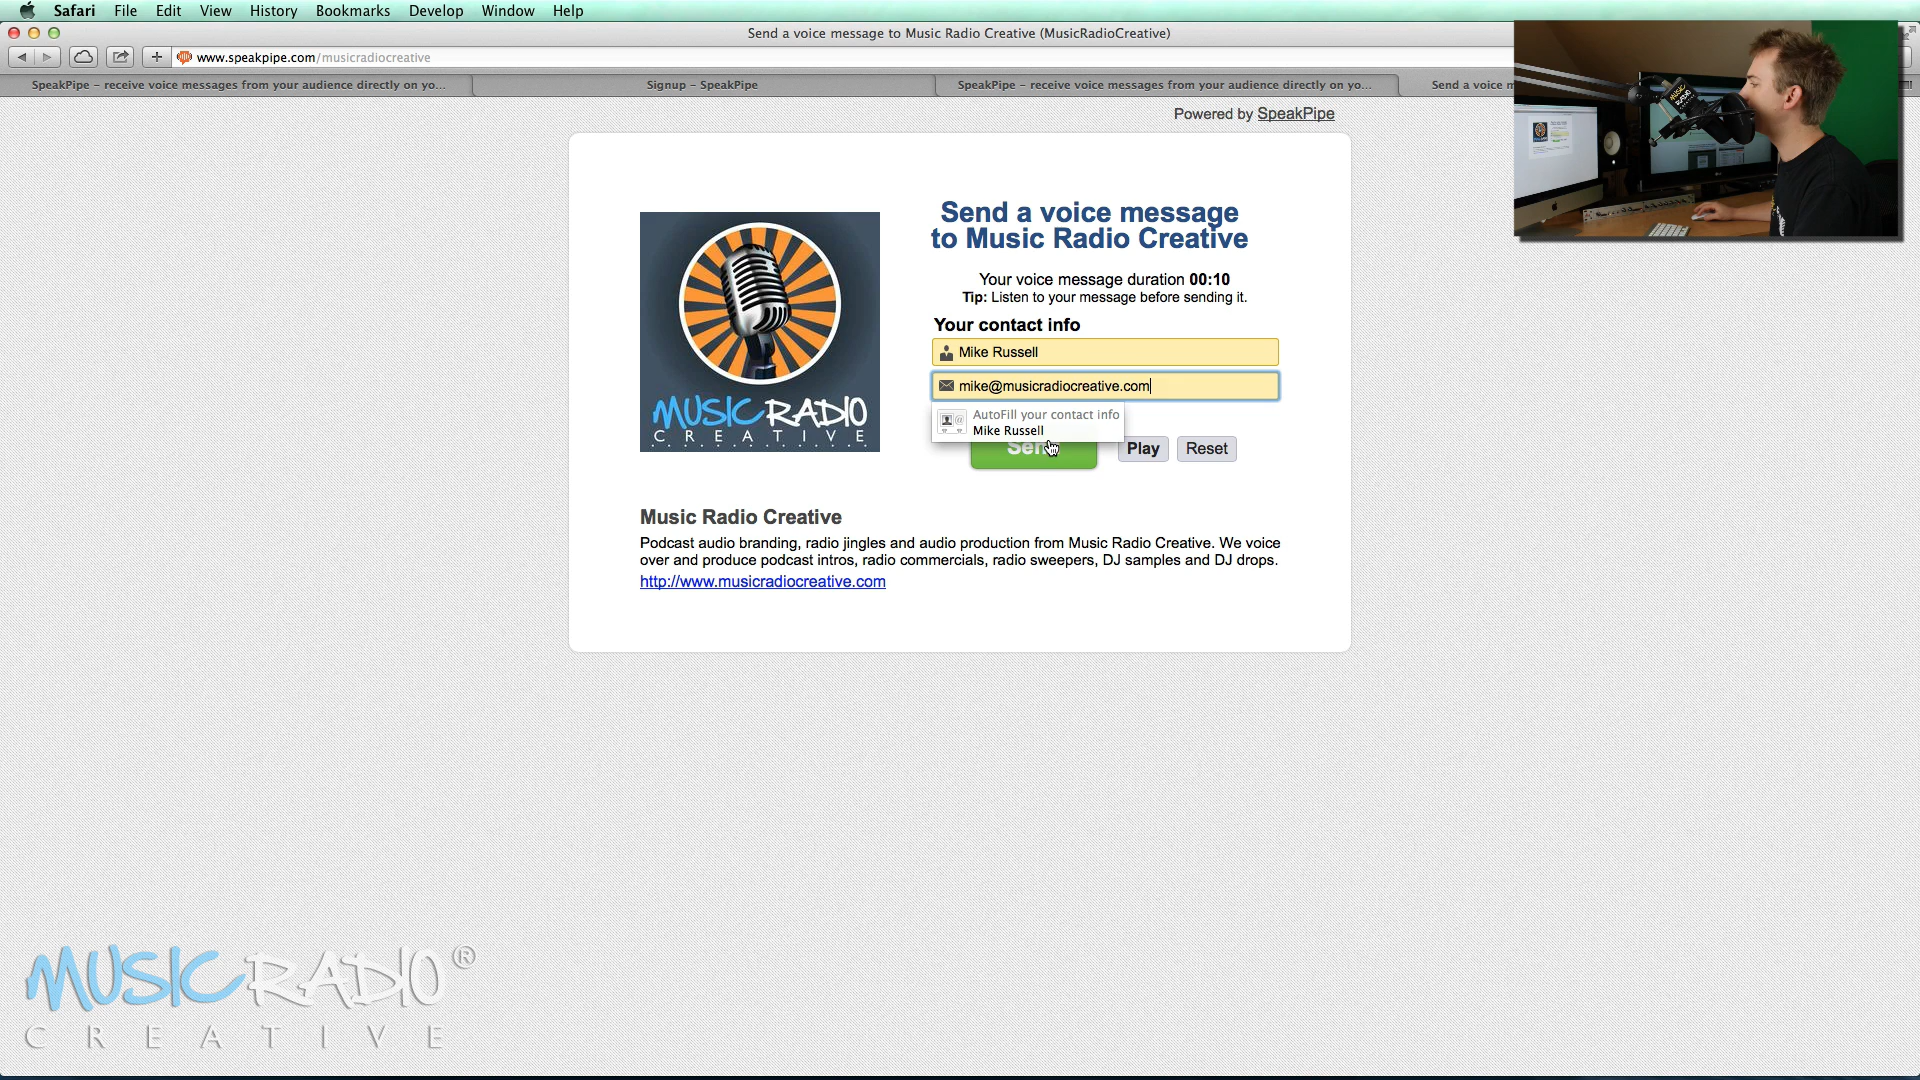 Safari File Edit View History Bookmarks Develop Window Help
Send a voice message to Music Radio Creative (MusicRadioCreative)
www.speakpipe.com/musicradiocreative
SpeakPipe – receive voice messages from your audience directly on yo...
Signup – SpeakPipe
SpeakPipe – receive voice messages from your audience directly on yo...
Send a voice m
Powered by SpeakPipe
Send a voice message
to Music Radio Creative
Your voice message duration 00:10
Tip: Listen to your message before sending it.
Your contact info
Mike Russell
mike@musicradiocreative.com
AutoFill your contact info
Mike Russell
Send
Play
Reset
MUSIC RADIO
CREATIVE
Music Radio Creative
Podcast audio branding, radio jingles and audio production from Music Radio Creative. We voice
over and produce podcast intros, radio commercials, radio sweepers, DJ samples and DJ drops.
http://www.musicradiocreative.com
MUSIC RADIO®
CREATIVE